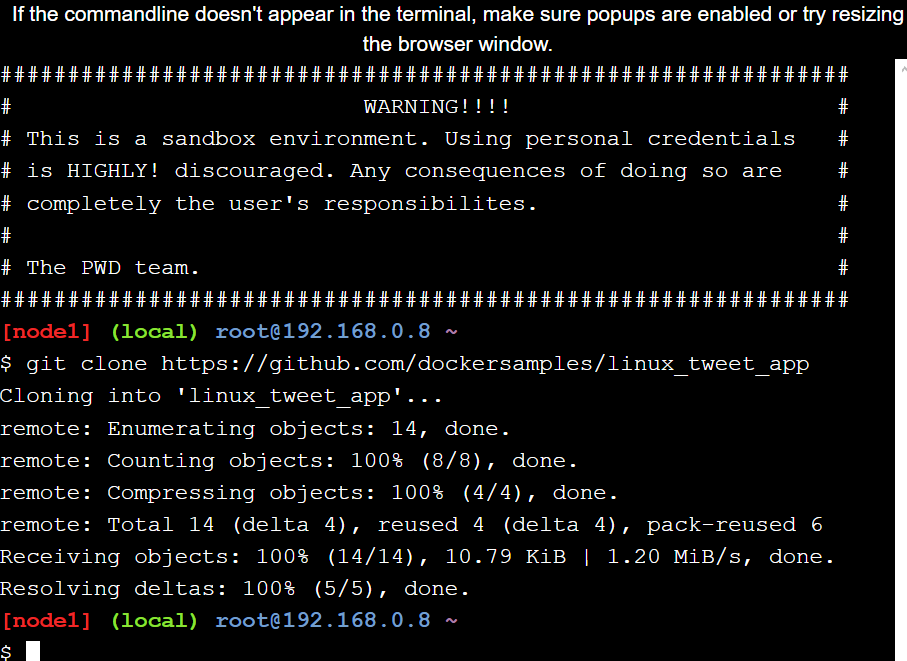 If the commandline doesn't appear in the terminal, make sure popups are enabled or try resizing
the browser window.
###############################################################
# WARNING!!!! #
# This is a sandbox environment. Using personal credentials #
# is HIGHLY! discouraged. Any consequences of doing so are #
# completely the user's responsibilites. #
# #
# The PWD team. #
###############################################################
[node1] (local) root@192.168.0.8 ~
$ git clone https://github.com/dockersamples/linux_tweet_app
Cloning into 'linux_tweet_app'...
remote: Enumerating objects: 14, done.
remote: Counting objects: 100% (8/8), done.
remote: Compressing objects: 100% (4/4), done.
remote: Total 14 (delta 4), reused 4 (delta 4), pack-reused 6
Receiving objects: 100% (14/14), 10.79 KiB | 1.20 MiB/s, done.
Resolving deltas: 100% (5/5), done.
[node1] (local) root@192.168.0.8 ~
$